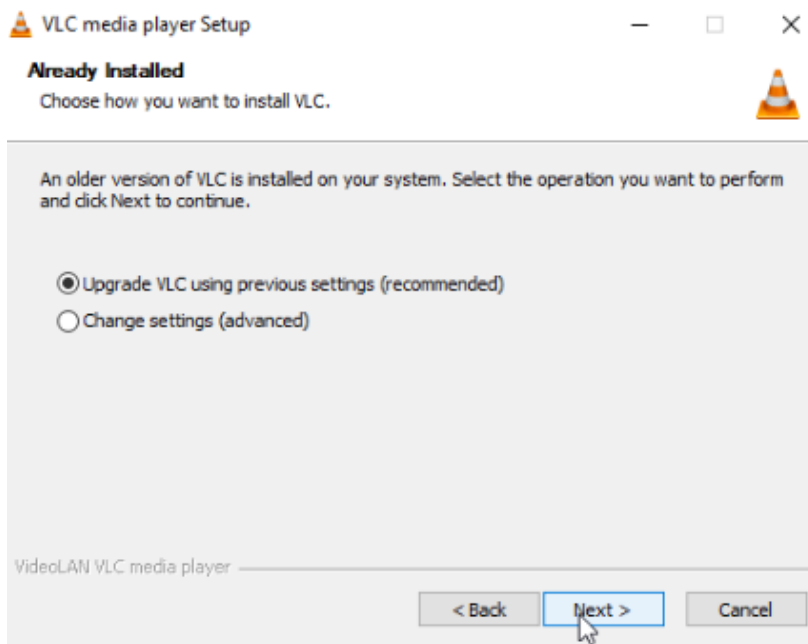 VLC media player Setup
Already Installed
Choose how you want to install VLC.
An older version of VLC is installed on your system. Select the operation you want to perform
and click Next to continue.
Upgrade VLC using previous settings (recommended)
Change settings (advanced)
VideoLAN VLC media player
< Back Next > Cancel